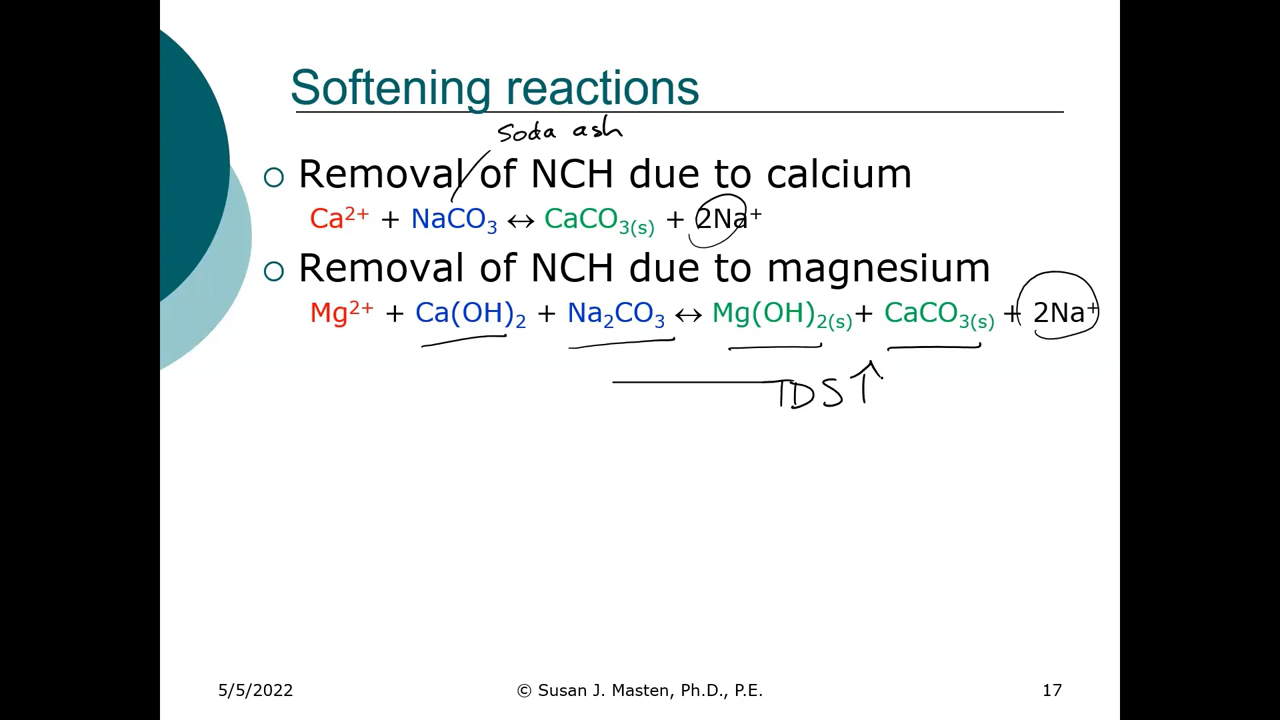 Softening reactions
Soda ash
Removal of NCH due to calcium
Ca²⁺ + NaCO₃ ↔ CaCO₃₍ₛ₎ + 2Na⁺
Removal of NCH due to magnesium
Mg²⁺ + Ca(OH)₂ + Na₂CO₃ ↔ Mg(OH)₂₍ₛ₎+ CaCO₃₍ₛ₎ + 2Na⁺
TDS↑
5/5/2022
© Susan J. Masten, Ph.D., P.E.
17